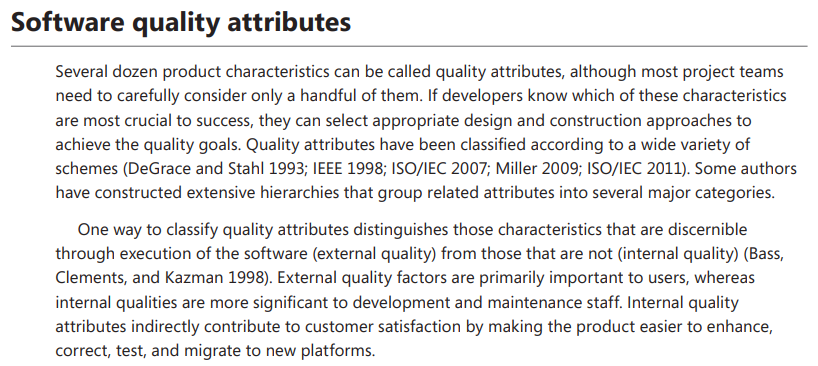 Software quality attributes
Several dozen product characteristics can be called quality attributes, although most project teams
need to carefully consider only a handful of them. If developers know which of these characteristics
are most crucial to success, they can select appropriate design and construction approaches to
achieve the quality goals. Quality attributes have been classified according to a wide variety of
schemes (DeGrace and Stahl 1993; IEEE 1998; ISO/IEC 2007; Miller 2009; ISO/IEC 2011). Some authors
have constructed extensive hierarchies that group related attributes into several major categories.
One way to classify quality attributes distinguishes those characteristics that are discernible
through execution of the software (external quality) from those that are not (internal quality) (Bass,
Clements, and Kazman 1998). External quality factors are primarily important to users, whereas
internal qualities are more significant to development and maintenance staff. Internal quality
attributes indirectly contribute to customer satisfaction by making the product easier to enhance,
correct, test, and migrate to new platforms.